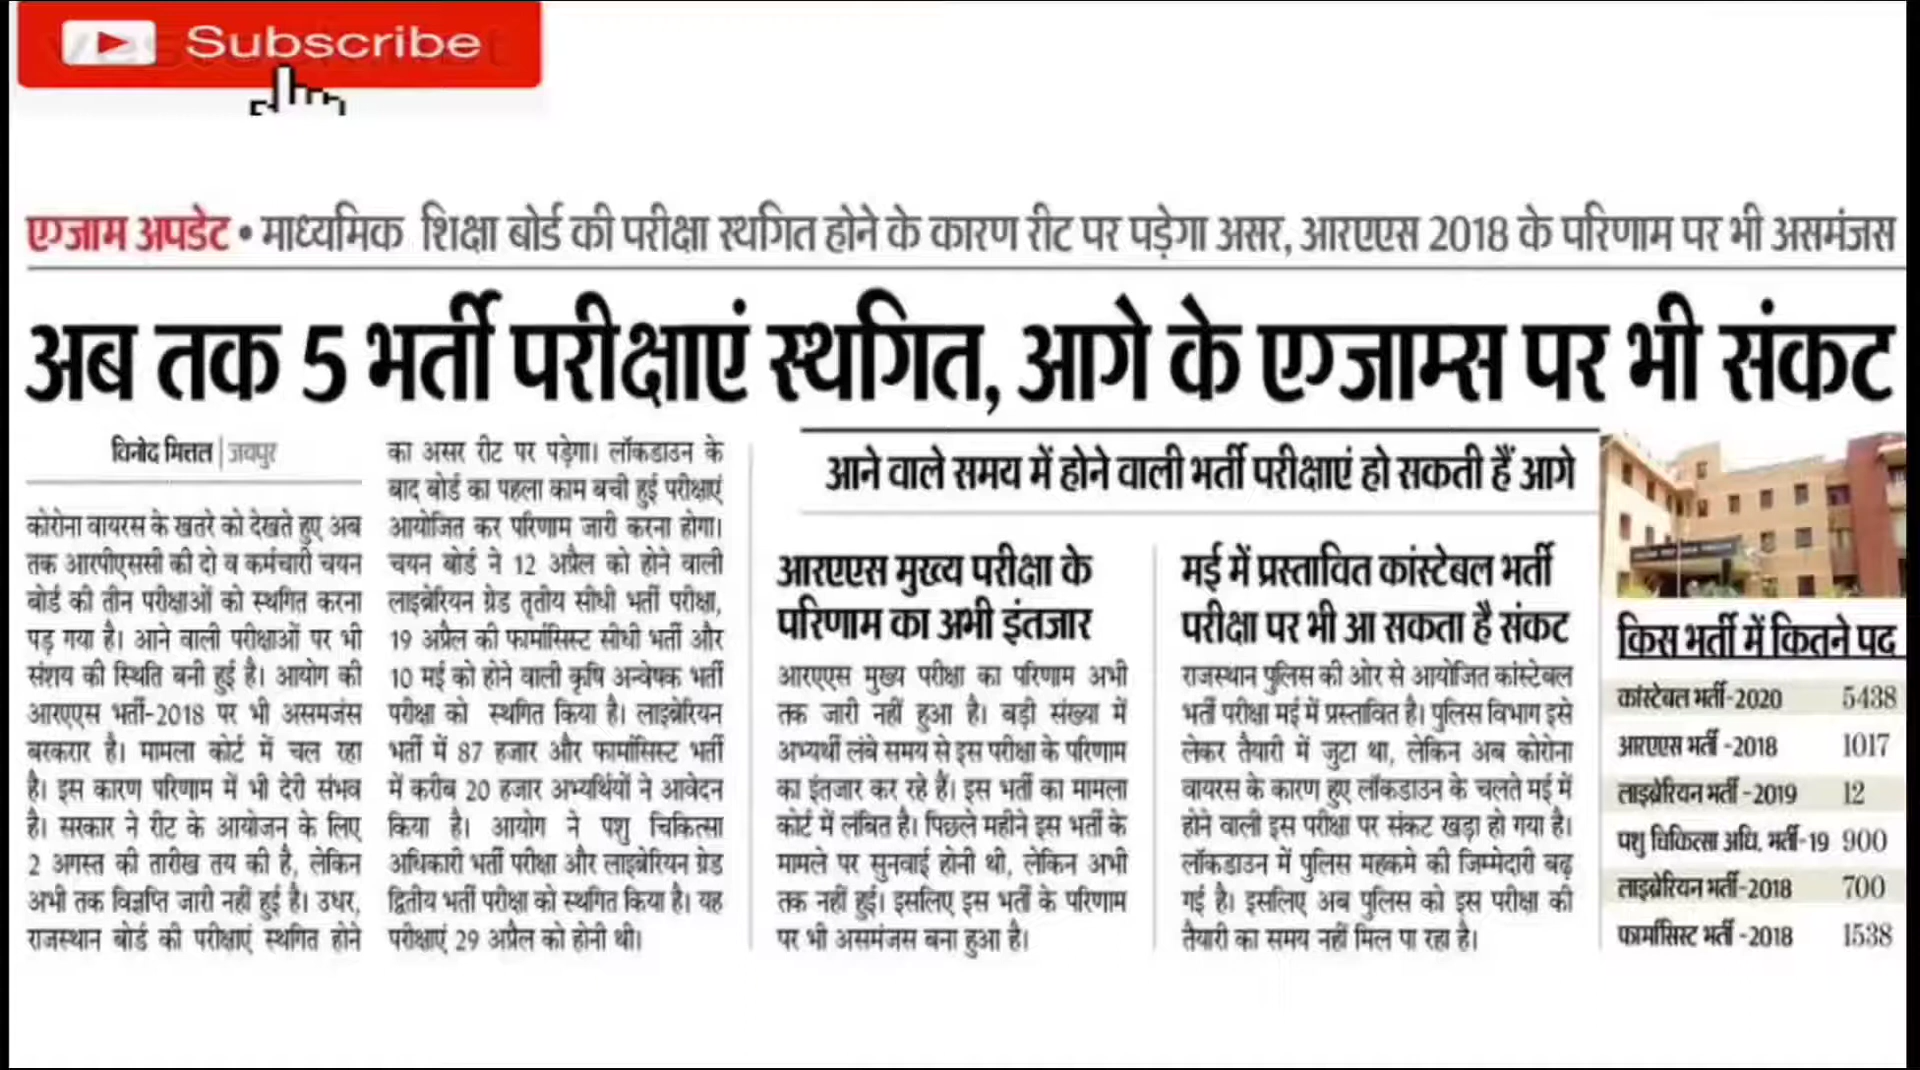 Subscribe
एग्जाम अपडेट • माध्यमिक शिक्षा बोर्ड की परीक्षा स्थगित होने के कारण रीट पर पड़ेगा असर, आरएएस 2018 के परिणाम पर भी असमंजस
अब तक 5 भर्ती परीक्षाएं स्थगित, आगे के एग्जाम्स पर भी संकट
विनोद मित्तल | जयपुर
कोरोना वायरस के खतरे को देखते हुए अब
तक आरपीएससी की दो व कर्मचारी चयन
बोर्ड की तीन परीक्षाओं को स्थगित करना
पड़ गया है। आने वाली परीक्षाओं पर भी
संशय की स्थिति बनी हुई है। आयोग की
आरएएस भर्ती-2018 पर भी असमजंस
बरकरार है। मामला कोर्ट में चल रहा
है। इस कारण परिणाम में भी देरी संभव
है। सरकार ने रीट के आयोजन के लिए
2 अगस्त की तारीख तय की है, लेकिन
अभी तक विज्ञप्ति जारी नहीं हुई है। उधर,
राजस्थान बोर्ड की परीक्षाएं स्थगित होने
का असर रीट पर पड़ेगा। लॉकडाउन के
बाद बोर्ड का पहला काम बची हुई परीक्षाएं
आयोजित कर परिणाम जारी करना होगा।
चयन बोर्ड ने 12 अप्रैल को होने वाली
लाइब्रेरियन ग्रेड तृतीय सीधी भर्ती परीक्षा,
19 अप्रैल की फार्मासिस्ट सीधी भर्ती और
10 मई को होने वाली कृषि अन्वेषक भर्ती
परीक्षा को स्थगित किया है। लाइब्रेरियन
भर्ती में 87 हजार और फार्मासिस्ट भर्ती
में करीब 20 हजार अभ्यर्थियों ने आवेदन
किया है। आयोग ने पशु चिकित्सा
अधिकारी भर्ती परीक्षा और लाइब्रेरियन ग्रेड
द्वितीय भर्ती परीक्षा को स्थगित किया है। यह
परीक्षाएं 29 अप्रैल को होनी थी।
आने वाले समय में होने वाली भर्ती परीक्षाएं हो सकती हैं आगे
आरएएस मुख्य परीक्षा के
परिणाम का अभी इंतजार
आरएएस मुख्य परीक्षा का परिणाम अभी
तक जारी नहीं हुआ है। बड़ी संख्या में
अभ्यर्थी लंबे समय से इस परीक्षा के परिणाम
का इंतजार कर रहे हैं। इस भर्ती का मामला
कोर्ट में लंबित है। पिछले महीने इस भर्ती के
मामले पर सुनवाई होनी थी, लेकिन अभी
तक नहीं हुई। इसलिए इस भर्ती के परिणाम
पर भी असमंजस बना हुआ है।
मई में प्रस्तावित कांस्टेबल भर्ती
परीक्षा पर भी आ सकता है संकट
राजस्थान पुलिस की ओर से आयोजित कांस्टेबल
भर्ती परीक्षा मई में प्रस्तावित है। पुलिस विभाग इसे
लेकर तैयारी में जुटा था, लेकिन अब कोरोना
वायरस के कारण हुए लॉकडाउन के चलते मई में
होने वाली इस परीक्षा पर संकट खड़ा हो गया है।
लॉकडाउन में पुलिस महकमे की जिम्मेदारी बढ़
गई है। इसलिए अब पुलिस को इस परीक्षा की
तैयारी का समय नहीं मिल पा रहा है।
किस भर्ती में कितने पद
कांस्टेबल भर्ती-2020 5438
आरएएस भर्ती -2018 1017
लाइब्रेरियन भर्ती -2019 12
पशु चिकित्सा अधि. भर्ती-19 900
लाइब्रेरियन भर्ती-2018 700
फार्मासिस्ट भर्ती -2018 1538